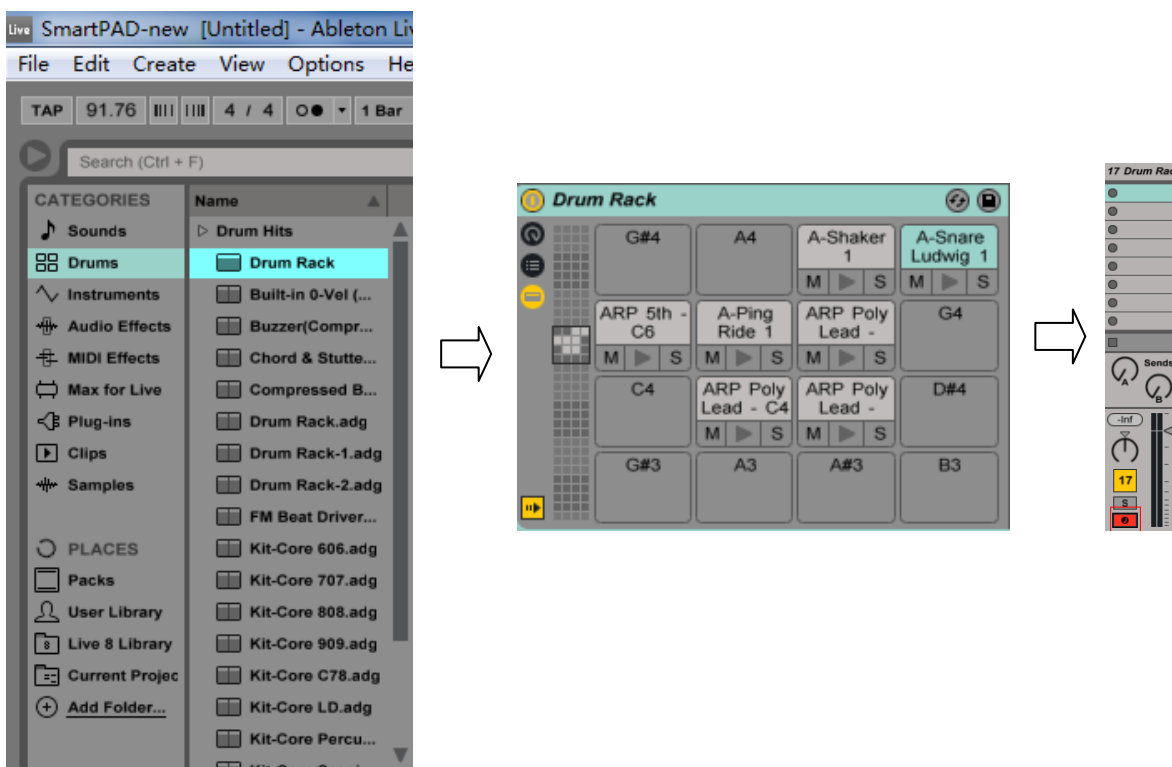 Live SmartPAD-new [Untitled] - Ableton Liv
File Edit Create View Options He
TAP 91.76 4 / 4 1 Bar
Search (Ctrl + F)
CATEGORIES
Sounds
Drums
Instruments
Audio Effects
MIDI Effects
Max for Live
Plug-ins
Clips
Samples
PLACES
Packs
User Library
8 Live 8 Library
Current Projec
Add Folder...
Name
Drum Hits
Drum Rack
Built-in 0-Vel (...
Buzzer(Compr...
Chord & Stutte...
Compressed B...
Drum Rack.adg
Drum Rack-1.adg
Drum Rack-2.adg
FM Beat Driver...
Kit-Core 606.adg
Kit-Core 707.adg
Kit-Core 808.adg
Kit-Core 909.adg
Kit-Core C78.adg
Kit-Core LD.adg
Kit-Core Percu...
Drum Rack
G#4 A4 A-Shaker A-Snare
1 Ludwig 1
M S M S
ARP 5th - A-Ping ARP Poly G4
C6 Ride 1 Lead -
M S M S M S
C4 ARP Poly ARP Poly D#4
Lead - C4 Lead -
M S M S
G#3 A3 A#3 B3
17 Drum Rac
Sends
A
B
-Inf
17
S